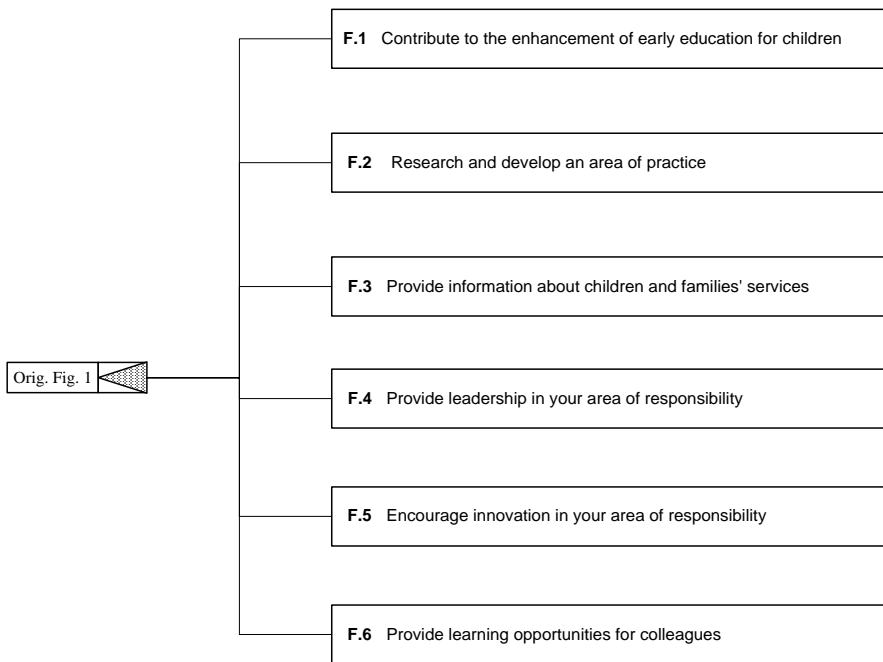 F.1 Contribute to the enhancement of early education for children
F.2 Research and develop an area of practice
F.3 Provide information about children and families’ services
Orig. Fig. 1
F.4 Provide leadership in your area of responsibility
F.5 Encourage innovation in your area of responsibility
F.6 Provide learning opportunities for colleagues